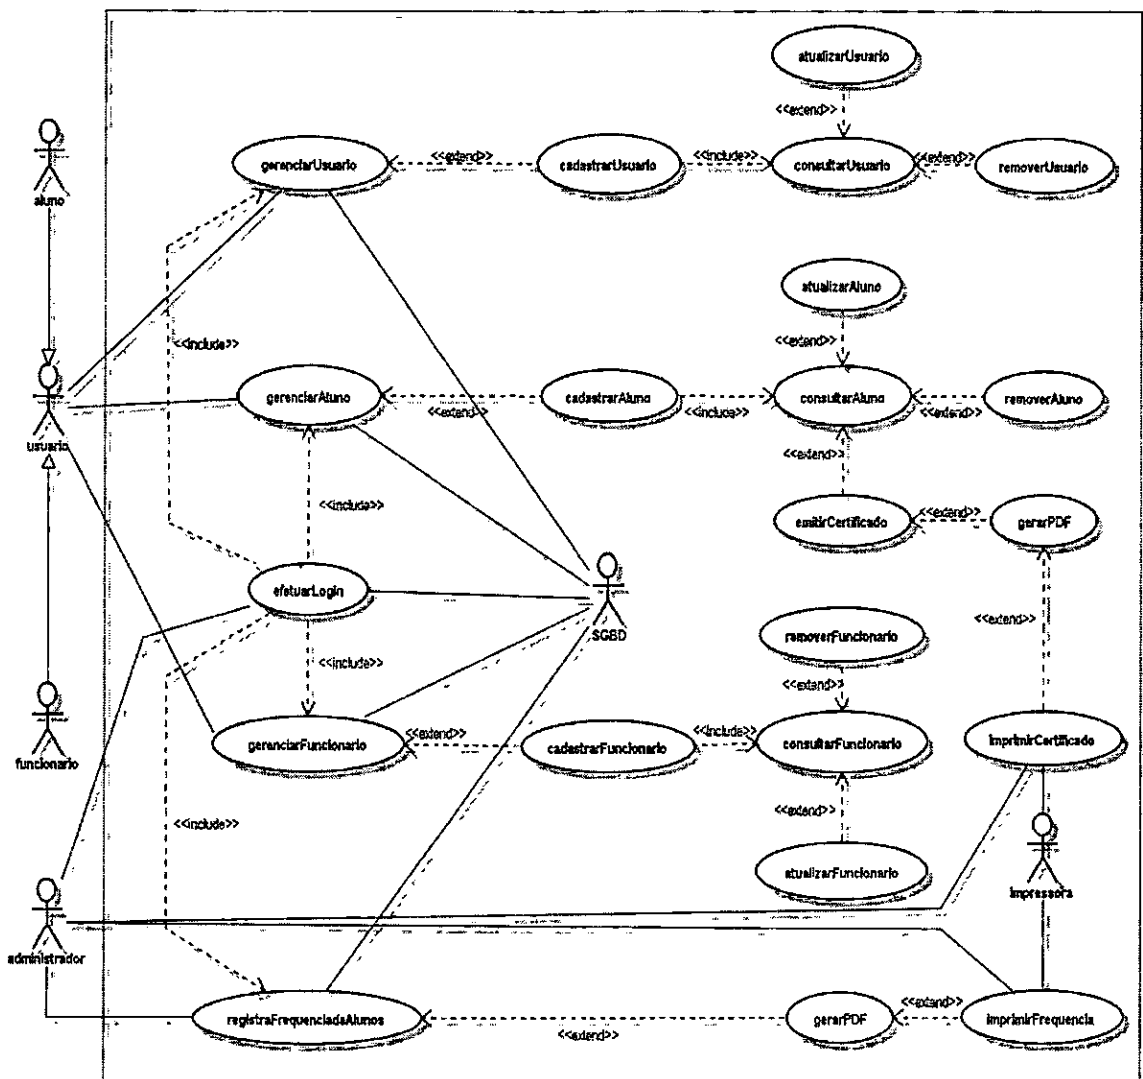 atualizarUsuario
<<extend>>
gerenciarUsuario
<<extend>>
cadastrarUsuario
<<include>>
consultarUsuario
<<extend>>
removerUsuario
aluno
atualizarAluno
<<extend>>
<<include>>
gerenciarAluno
<<extend>>
cadastrarAluno
<<include>>
consultarAluno
<<extend>>
removerAluno
usuario
<<extend>>
<<include>>
emitirCertificado
<<extend>>
gerarPDF
efetuarLogin
SGBD
<<extend>>
removerFuncionario
<<include>>
<<extend>>
gerenciarFuncionario
<<extend>>
cadastrarFuncionario
<<include>>
consultarFuncionario
imprimirCertificado
funcionario
<<extend>>
<<include>>
atualizarFuncionario
impressora
administrador
registraFrequenciadaAlunos
<<extend>>
gerarPDF
<<extend>>
imprimirFrequencia